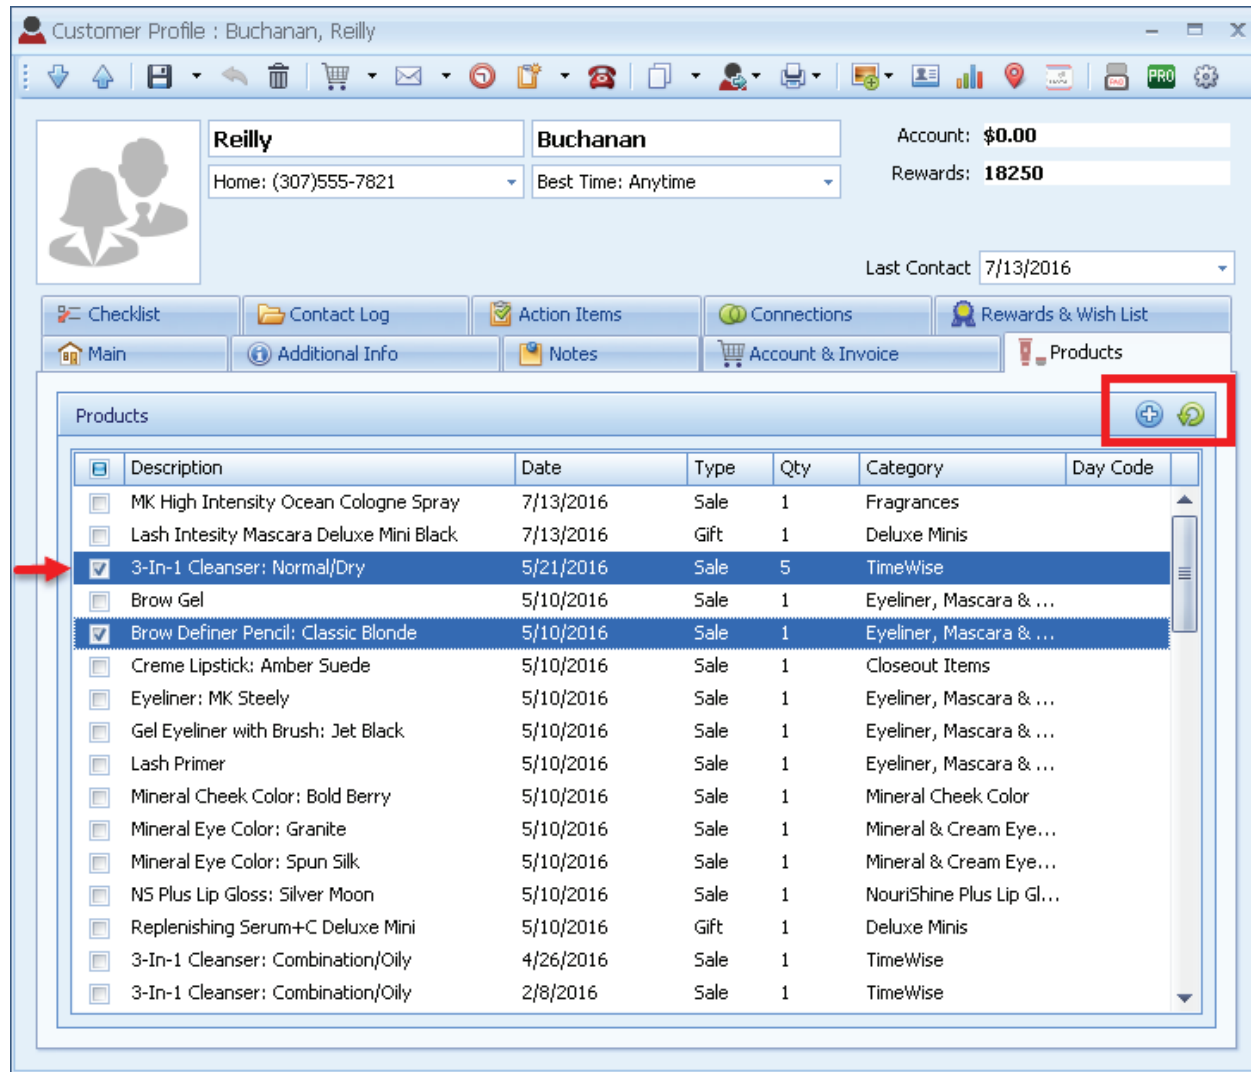 Customer Profile : Buchanan, Reilly
PRO
Reilly Buchanan Account: $0.00
Home: (307)555-7821 Best Time: Anytime Rewards: 18250
Last Contact 7/13/2016
Checklist Contact Log Action Items Connections Rewards & Wish List
Main Additional Info Notes Account & Invoice Products
Products
Description Date Type Qty Category Day Code
MK High Intensity Ocean Cologne Spray 7/13/2016 Sale 1 Fragrances
Lash Intesity Mascara Deluxe Mini Black 7/13/2016 Gift 1 Deluxe Minis
3-In-1 Cleanser: Normal/Dry 5/21/2016 Sale 5 TimeWise
Brow Gel 5/10/2016 Sale 1 Eyeliner, Mascara & ...
Brow Definer Pencil: Classic Blonde 5/10/2016 Sale 1 Eyeliner, Mascara & ...
Creme Lipstick: Amber Suede 5/10/2016 Sale 1 Closeout Items
Eyeliner: MK Steely 5/10/2016 Sale 1 Eyeliner, Mascara & ...
Gel Eyeliner with Brush: Jet Black 5/10/2016 Sale 1 Eyeliner, Mascara & ...
Lash Primer 5/10/2016 Sale 1 Eyeliner, Mascara & ...
Mineral Cheek Color: Bold Berry 5/10/2016 Sale 1 Mineral Cheek Color
Mineral Eye Color: Granite 5/10/2016 Sale 1 Mineral & Cream Eye...
Mineral Eye Color: Spun Silk 5/10/2016 Sale 1 Mineral & Cream Eye...
NS Plus Lip Gloss: Silver Moon 5/10/2016 Sale 1 NouriShine Plus Lip Gl...
Replenishing Serum+C Deluxe Mini 5/10/2016 Gift 1 Deluxe Minis
3-In-1 Cleanser: Combination/Oily 4/26/2016 Sale 1 TimeWise
3-In-1 Cleanser: Combination/Oily 2/8/2016 Sale 1 TimeWise